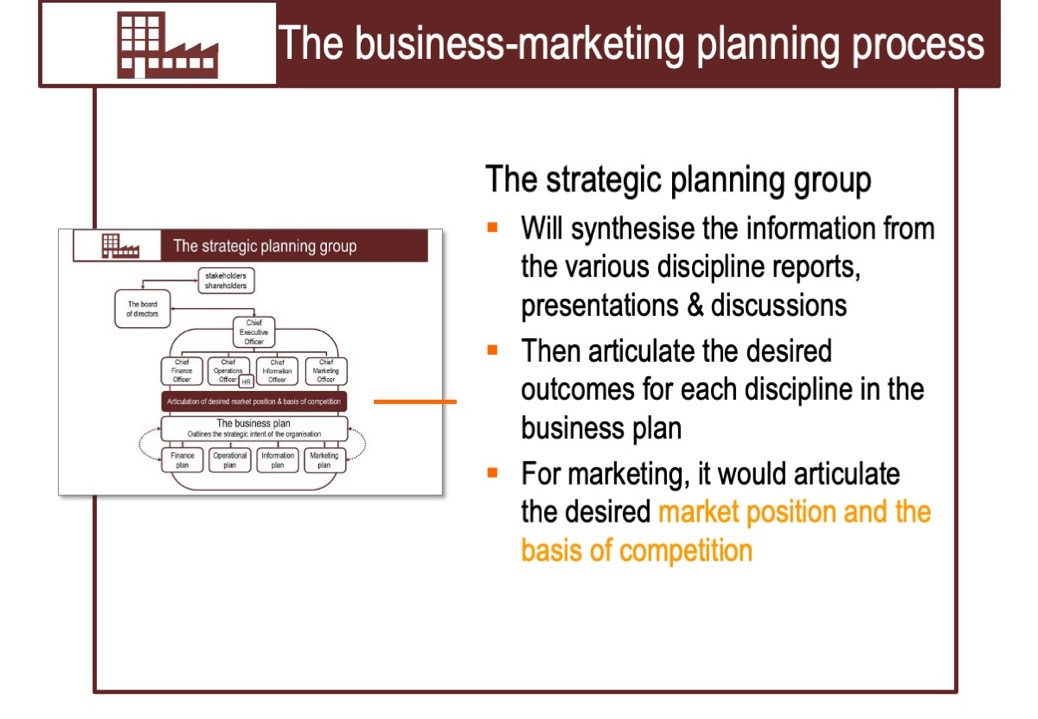 The business-marketing planning process
The strategic planning group
stakeholders
shareholders
The board
of directors
Chief
Executive
Officer
Chief
Finance
Officer
Chief
Operations
Officer
HR
Chief
Information
Officer
Chief
Marketing
Officer
Articulation of desired market position & basis of competition
The business plan
Outlines the strategic intent of the organisation
Finance
plan
Operational
plan
Information
plan
Marketing
plan
The strategic planning group
Will synthesise the information from
the various discipline reports,
presentations & discussions
Then articulate the desired
outcomes for each discipline in the
business plan
For marketing, it would articulate
the desired market position and the
basis of competition